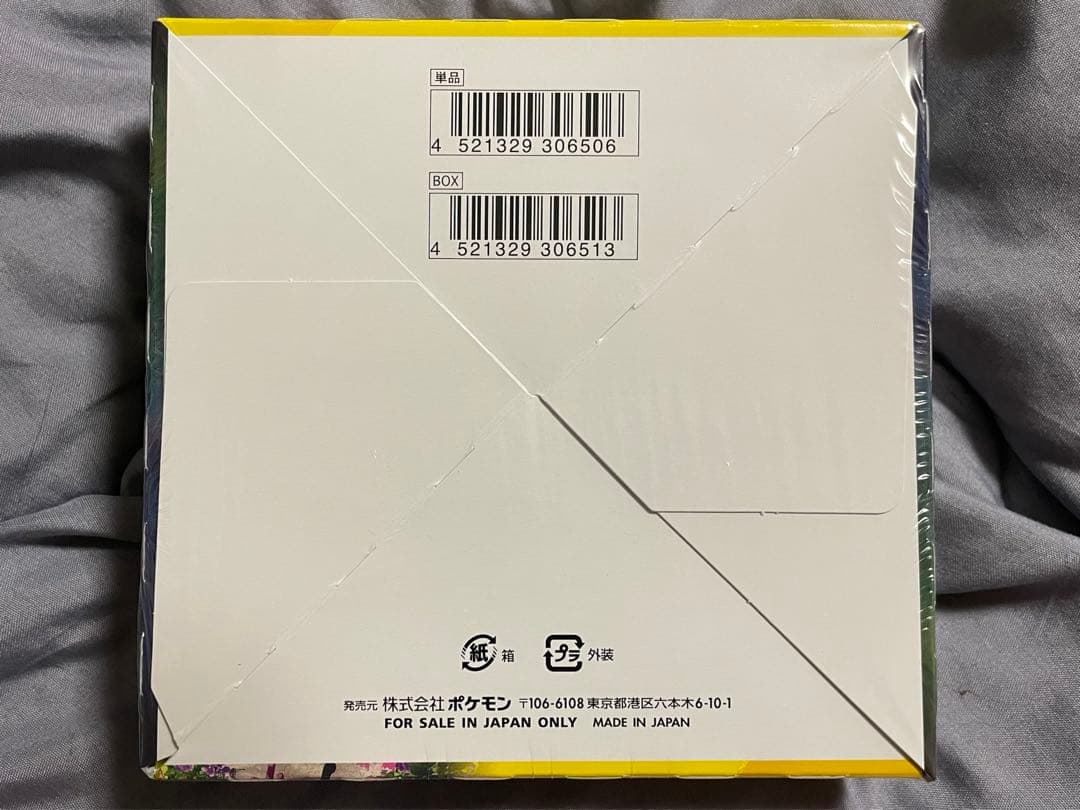 単品
4 521329 306506
BOX
4 521329 306513
紙 箱 プラ 外装
発売元 株式会社ポケモン 〒106-6108 東京都港区六本木6-10-1
FOR SALE IN JAPAN ONLY MADE IN JAPAN